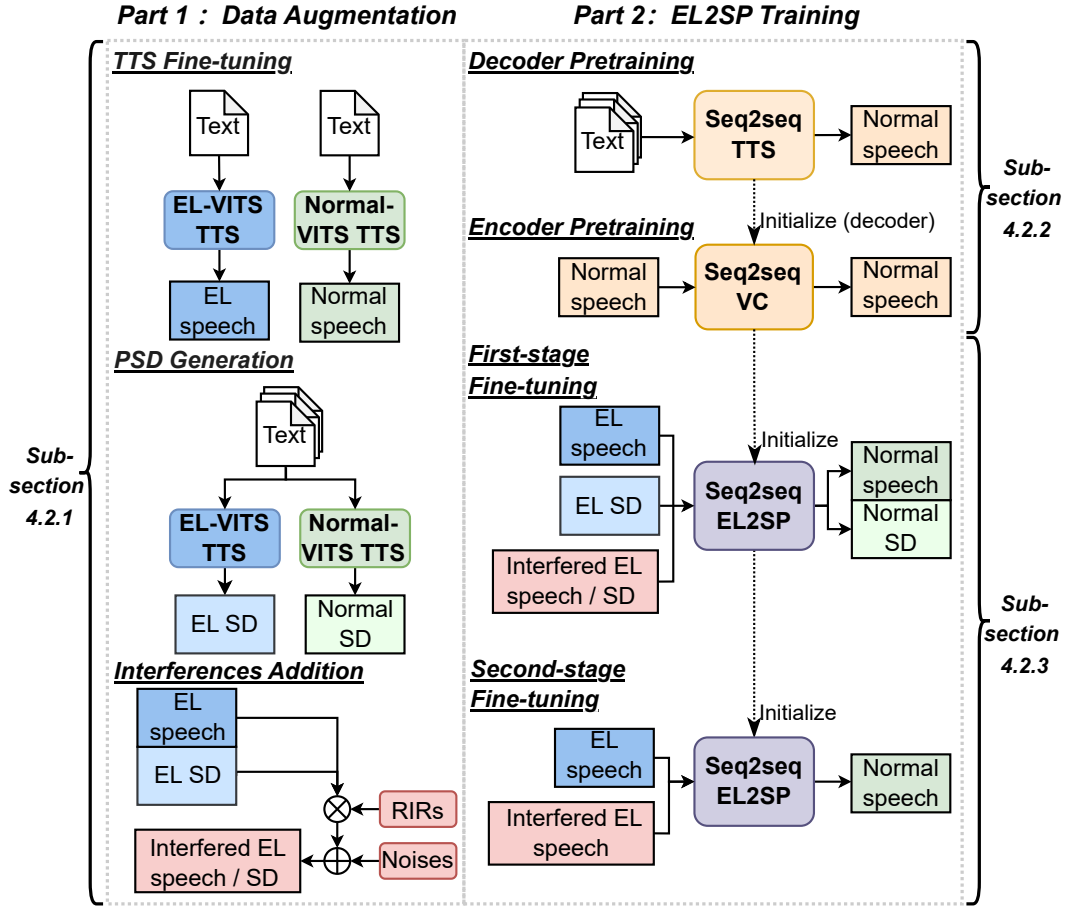 Part 1 : Data Augmentation
Part 2: EL2SP Training
TTS Fine-tuning
Text
Text
EL-VITS
TTS
Normal-
VITS TTS
EL
speech
Normal
speech
PSD Generation
Text
EL-VITS
TTS
Normal-
VITS TTS
EL SD
Normal
SD
Interferences Addition
EL
speech
EL SD
RIRs
Noises
Interfered EL
speech / SD
Sub-
section
4.2.1
Decoder Pretraining
Text
Seq2seq
TTS
Normal
speech
Initialize (decoder)
Encoder Pretraining
Normal
speech
Seq2seq
VC
Normal
speech
Sub-
section
4.2.2
First-stage
Fine-tuning
EL
speech
EL SD
Interfered EL
speech / SD
Initialize
Seq2seq
EL2SP
Normal
speech
Normal
SD
Second-stage
Fine-tuning
EL
speech
Interfered EL
speech
Initialize
Seq2seq
EL2SP
Normal
speech
Sub-
section
4.2.3